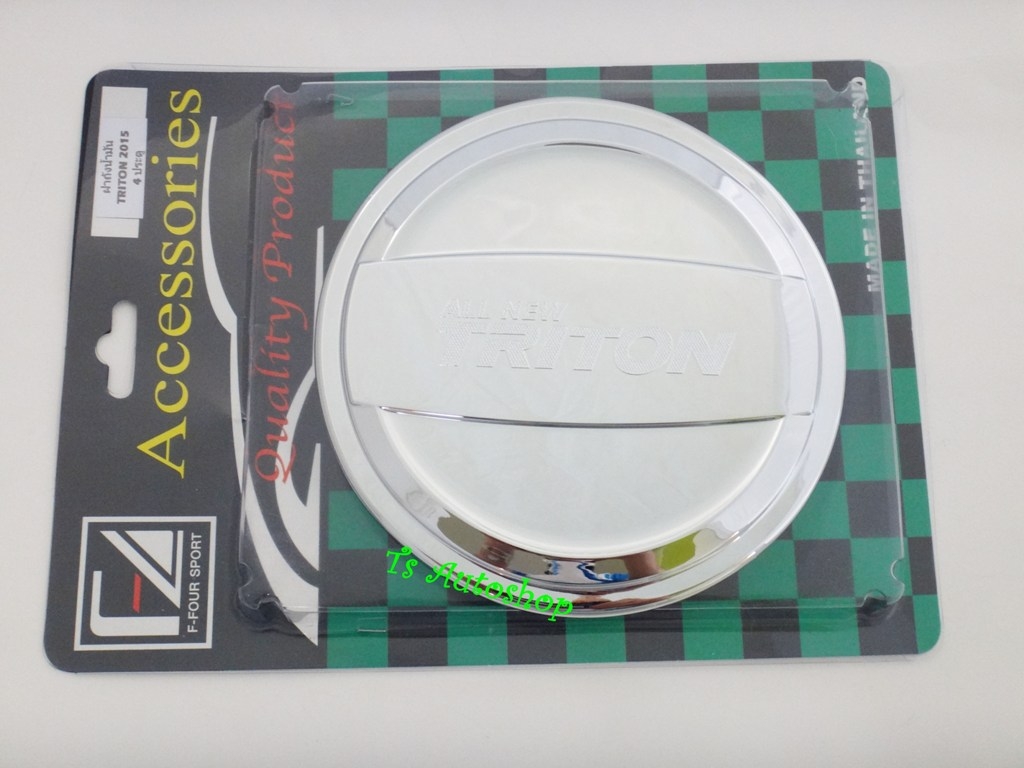 ฝาถังน้ำมัน
TRITON 2015
4 ประตู
Accessories
Quality Product
F-FOUR SPORT
ALL NEW
TRITON
MADE IN THAILAND
Ts Autoshop